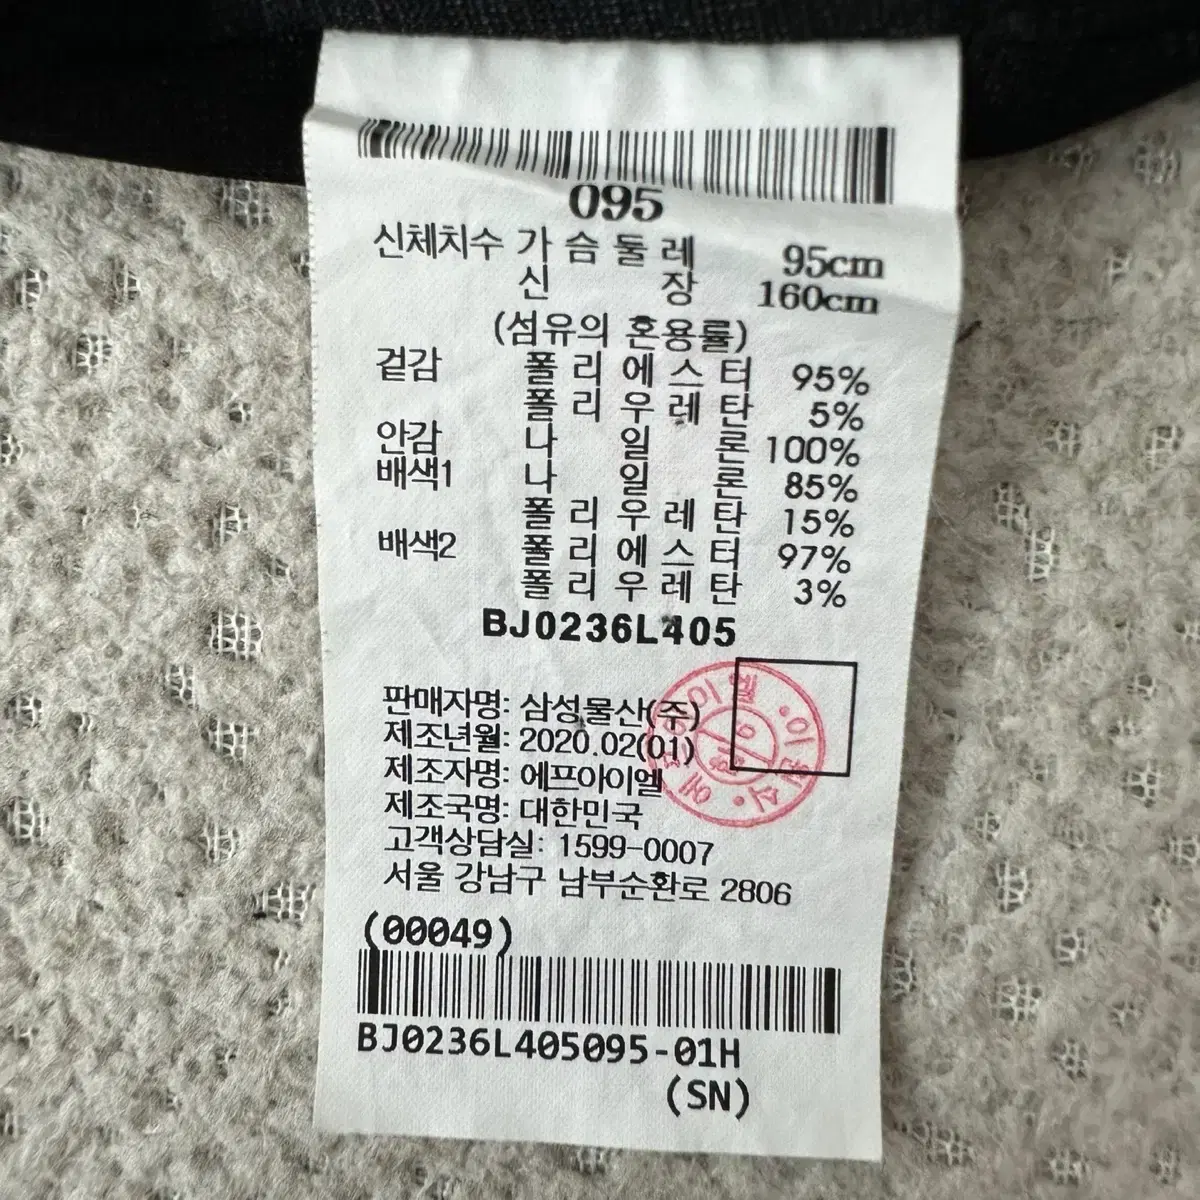 095
신체치수 가슴둘레 95cm
신장 160cm
(섬유의 혼용률)
겉감 폴리에스터 95%
폴리우레탄 5%
안감 나일론 100%
배색1 나일론 85%
폴리우레탄 15%
배색2 폴리에스터 97%
폴리우레탄 3%
BJ0236L405
판매자명: 삼성물산(주)
제조년월: 2020.02(01)
제조자명: 에프아이엘
제조국명: 대한민국
고객상담실: 1599-0007
서울 강남구 남부순환로 2806
(00049)
BJ0236L405095-01H
(SN)